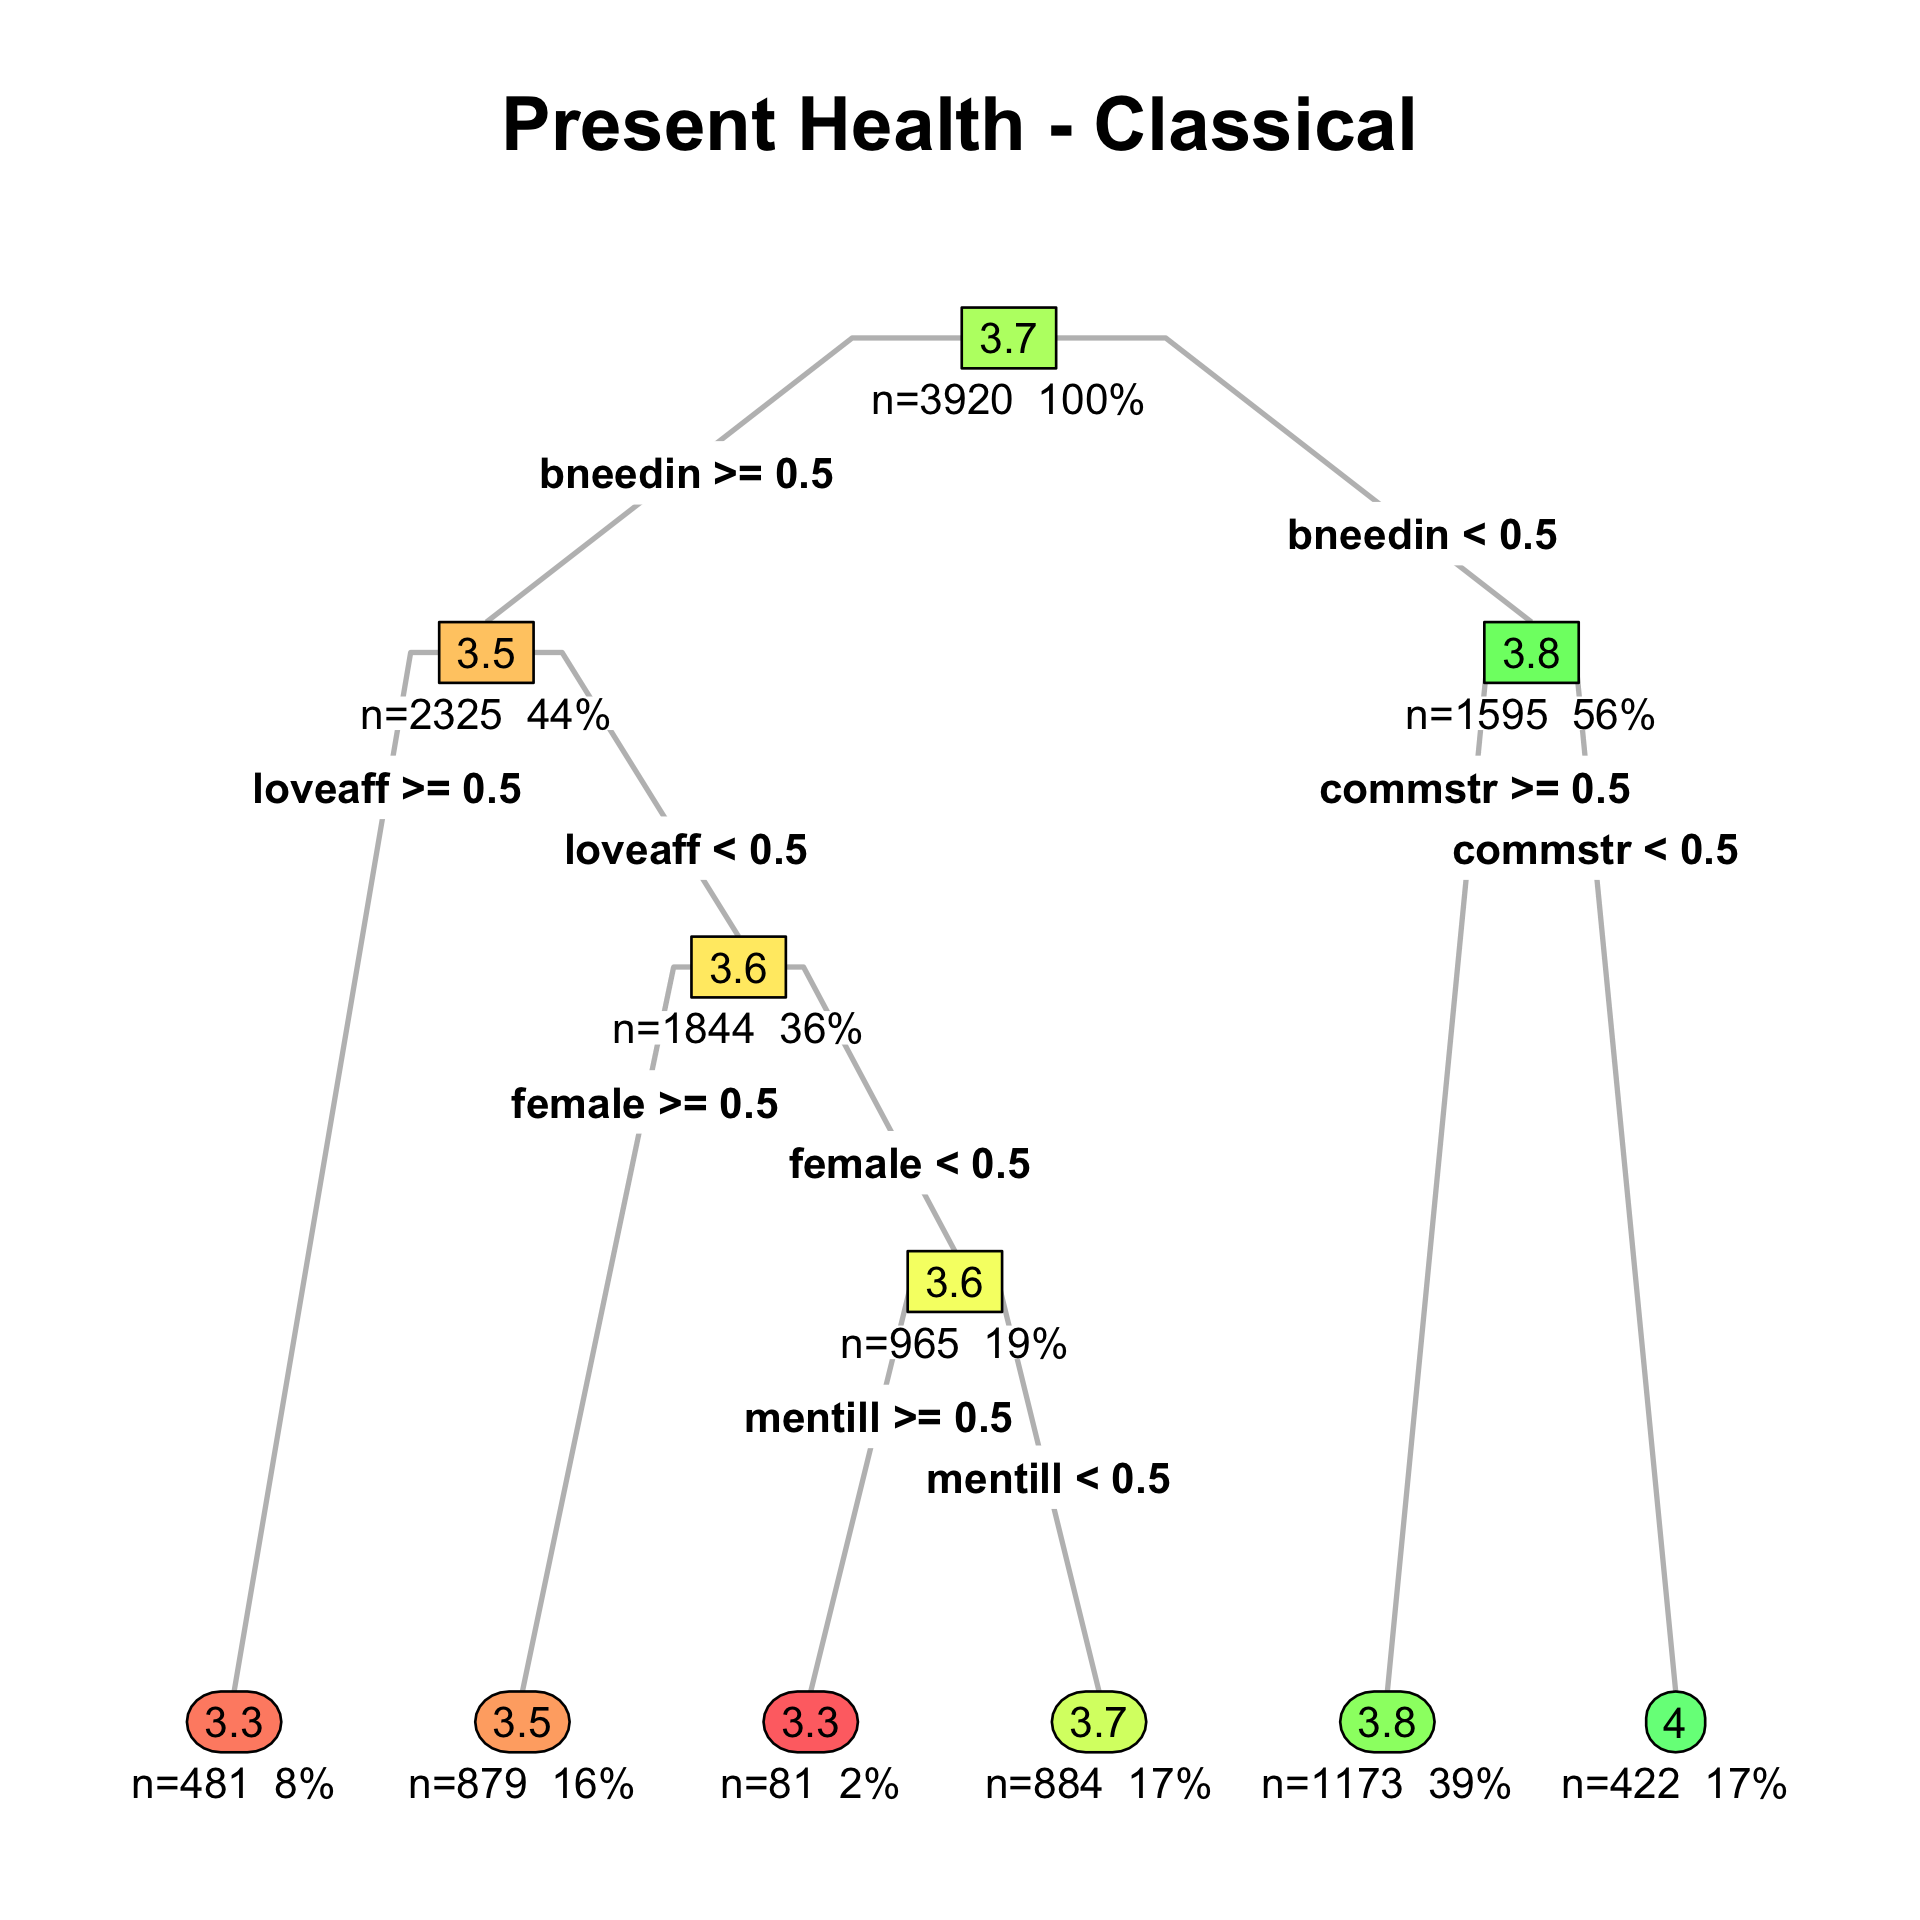 Present Health - Classical
3.7
n=3920 100%
bneedin >= 0.5
bneedin < 0.5
3.5
n=2325 44%
3.8
n=1595 56%
loveaff >= 0.5
commstr >= 0.5
loveaff < 0.5
commstr < 0.5
3.6
n=1844 36%
female >= 0.5
female < 0.5
3.6
n=965 19%
mentill >= 0.5
mentill < 0.5
3.3
3.5
3.3
3.7
3.8
4
n=481 8%
n=879 16%
n=81 2%
n=884 17%
n=1173 39%
n=422 17%